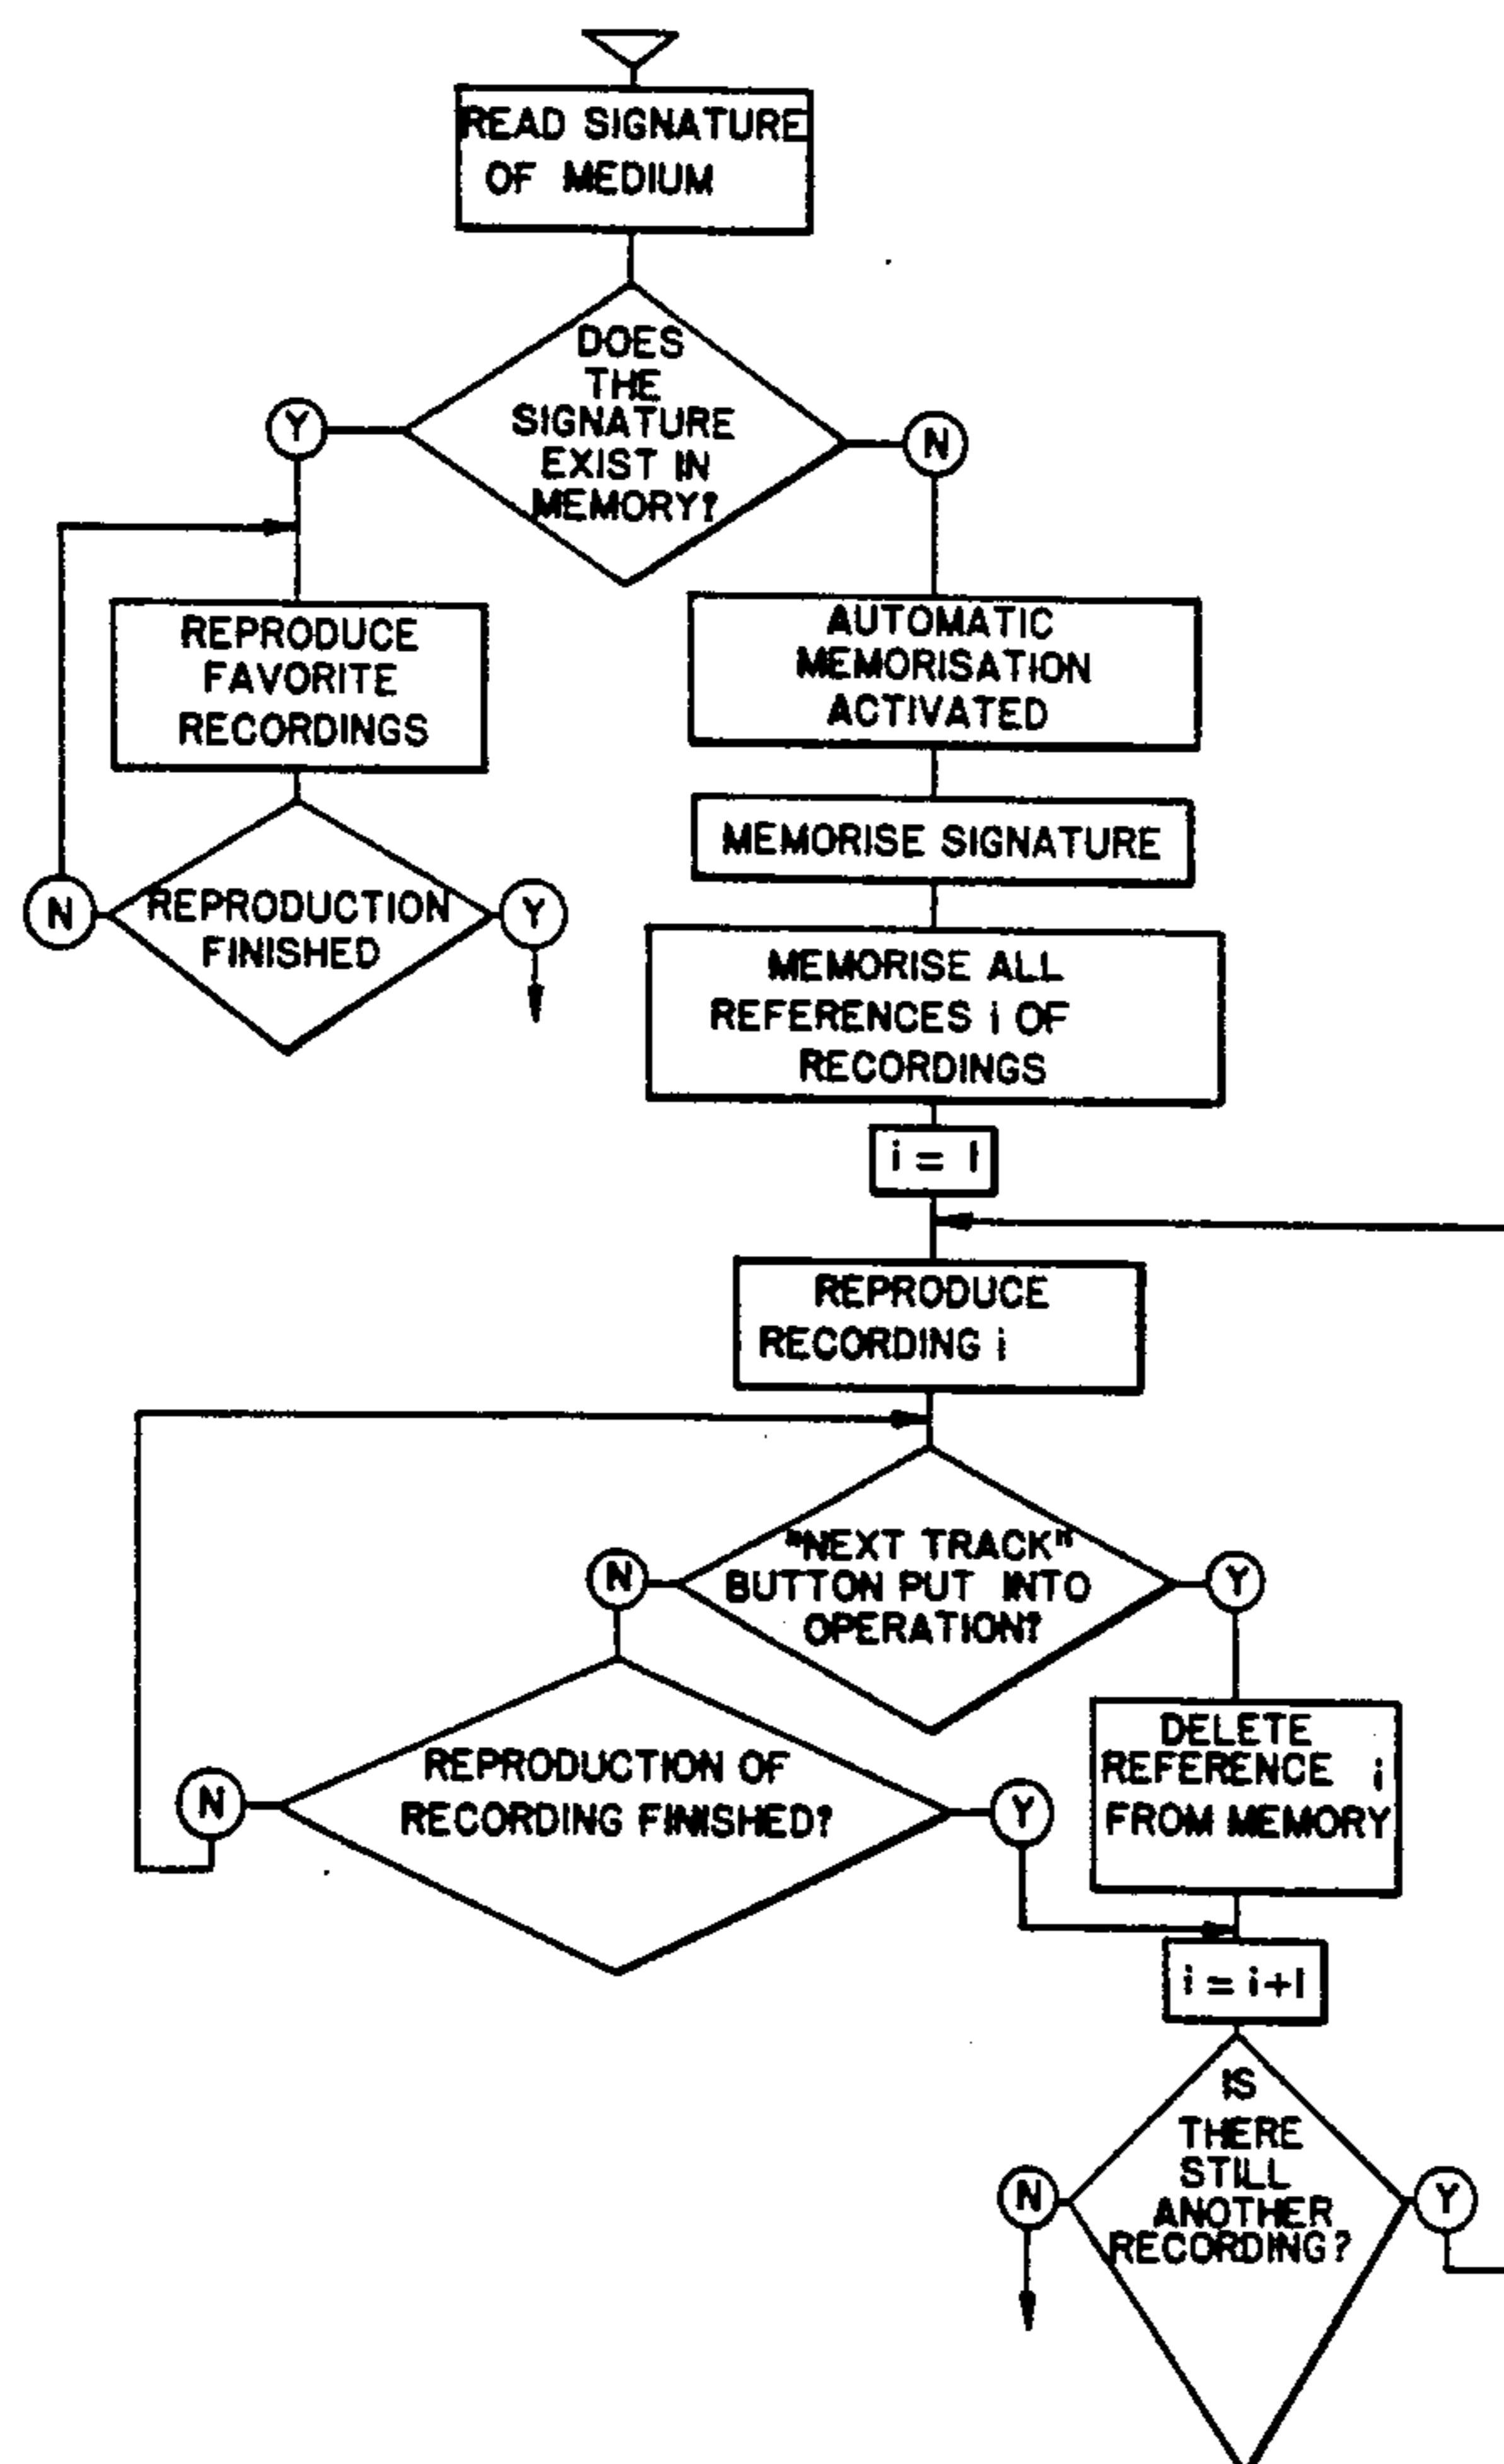 READ SIGNATURE
OF MEDIUM
DOES
THE
SIGNATURE
EXIST IN
MEMORY?
Y
N
REPRODUCE
FAVORITE
RECORDINGS
AUTOMATIC
MEMORISATION
ACTIVATED
MEMORISE SIGNATURE
N
REPRODUCTION
FINISHED
Y
MEMORISE ALL
REFERENCES i OF
RECORDINGS
i = 1
REPRODUCE
RECORDING i
"NEXT TRACK"
BUTTON PUT INTO
OPERATION?
N
Y
REPRODUCTION OF
RECORDING FINISHED?
N
Y
DELETE
REFERENCE i
FROM MEMORY
i = i+1
IS
THERE
STILL
ANOTHER
RECORDING?
N
Y